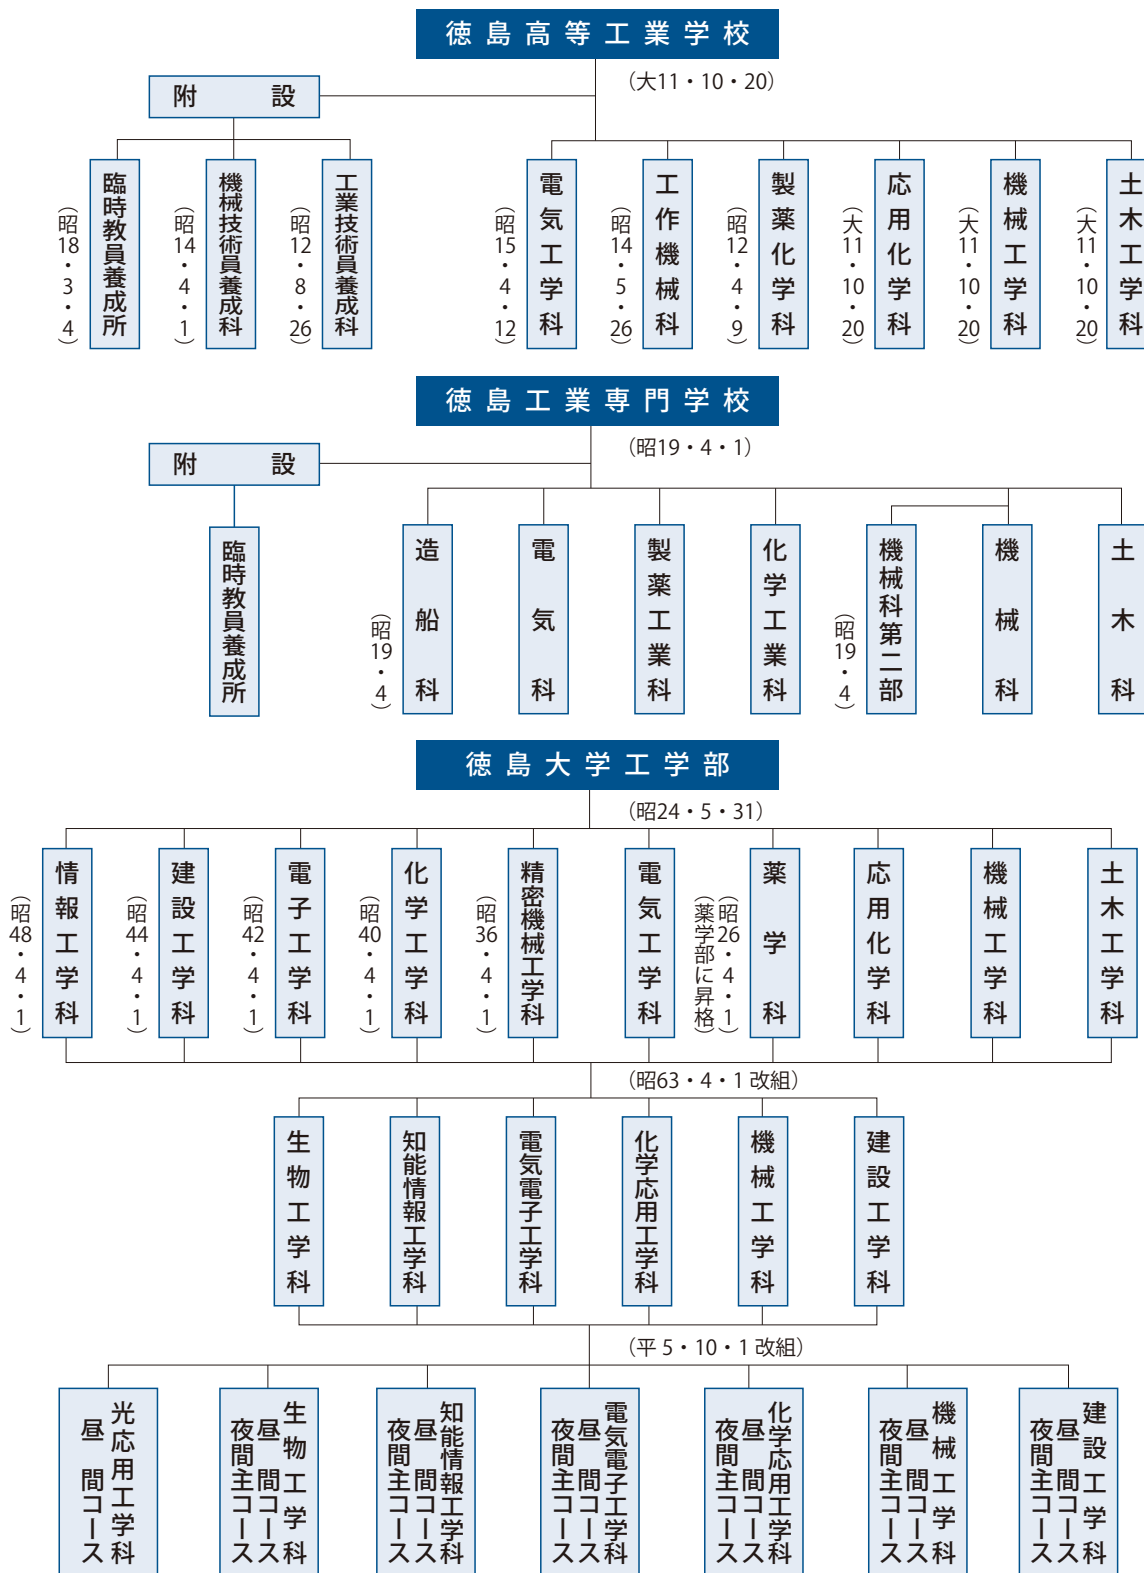 徳島高等工業学校
（大11・10・20）
附設
土木工学科
（大11・10・20）
機械工学科
（大11・10・20）
応用化学科
（大11・10・20）
製薬化学科
（昭12・4・9）
工作機械科
（昭14・5・26）
電気工学科
（昭15・4・12）
工業技術員養成科
（昭12・8・26）
機械技術員養成科
（昭14・4・1）
臨時教員養成所
（昭18・3・4）
徳島工業専門学校
（昭19・4・1）
附設
土木科
機械科
機械科第二部
（昭19・4）
化学工業科
製薬工業科
電気科
造船科
（昭19・4）
臨時教員養成所
徳島大学工学部
（昭24・5・31）
土木工学科
機械工学科
応用化学科
薬学科
（昭26・4・1）
（薬学部に昇格）
電気工学科
精密機械工学科
（昭36・4・1）
化学工学科
（昭40・4・1）
電子工学科
（昭42・4・1）
建設工学科
（昭44・4・1）
情報工学科
（昭48・4・1）
（昭63・4・1 改組）
建設工学科
機械工学科
化学応用工学科
電気電子工学科
知能情報工学科
生物工学科
（平 5・10・1 改組）
建設工学科
昼間コース
夜間主コース
機械工学科
昼間コース
夜間主コース
化学応用工学科
昼間コース
夜間主コース
電気電子工学科
昼間コース
夜間主コース
知能情報工学科
昼間コース
夜間主コース
生物工学科
昼間コース
夜間主コース
光応用工学科
昼間コース